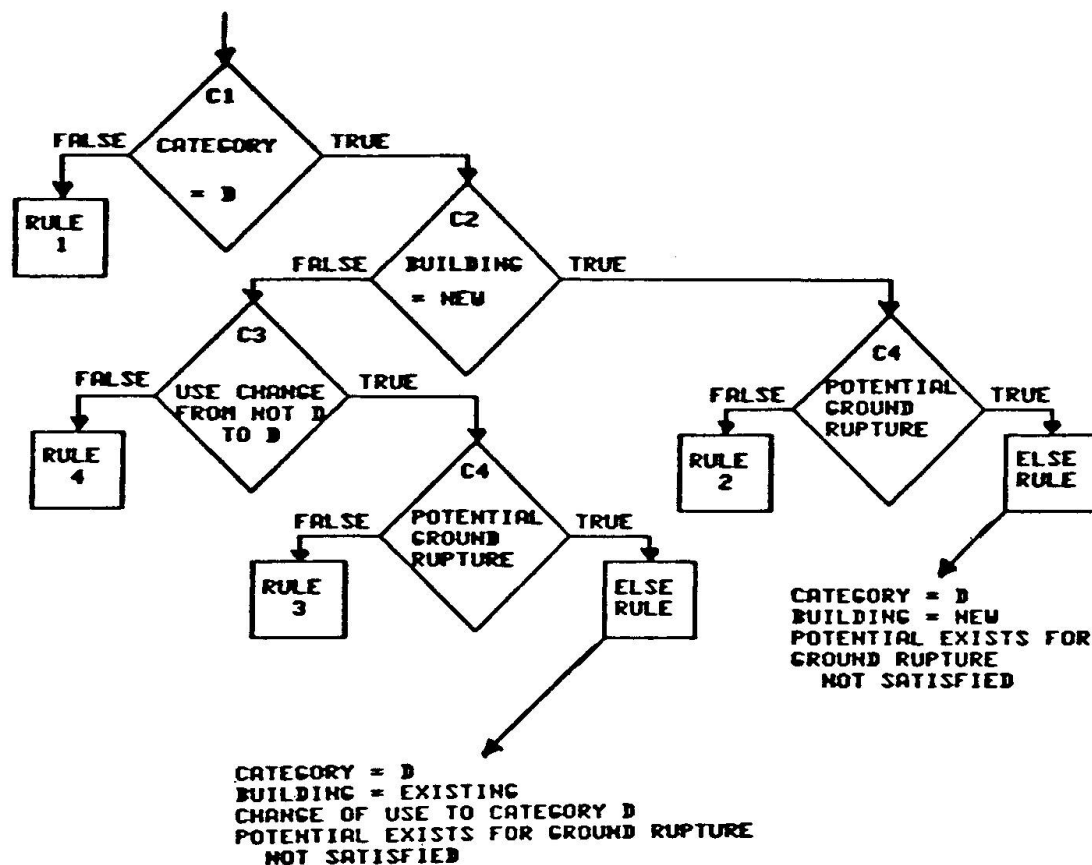 C1
FALSE
CATEGORY
TRUE
= D
RULE
1
C2
FALSE
BUILDING
TRUE
= NEW
C3
FALSE
USE CHANGE
TRUE
FROM NOT D
TO D
RULE
4
C4
FALSE
POTENTIAL
TRUE
GROUND
RUPTURE
RULE
2
ELSE
RULE
C4
FALSE
POTENTIAL
TRUE
GROUND
RUPTURE
RULE
3
ELSE
RULE
CATEGORY = D
BUILDING = NEW
POTENTIAL EXISTS FOR
GROUND RUPTURE
NOT SATISFIED
CATEGORY = D
BUILDING = EXISTING
CHANGE OF USE TO CATEGORY D
POTENTIAL EXISTS FOR GROUND RUPTURE
NOT SATISFIED